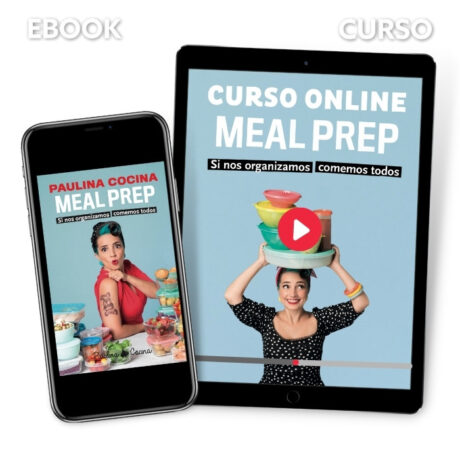 EBOOK
CURSO
PAULINA COCINA
MEAL PREP
Si nos organizamos comemos todos
Paulina Cocina
CURSO ONLINE
MEAL PREP
Si nos organizamos comemos todos